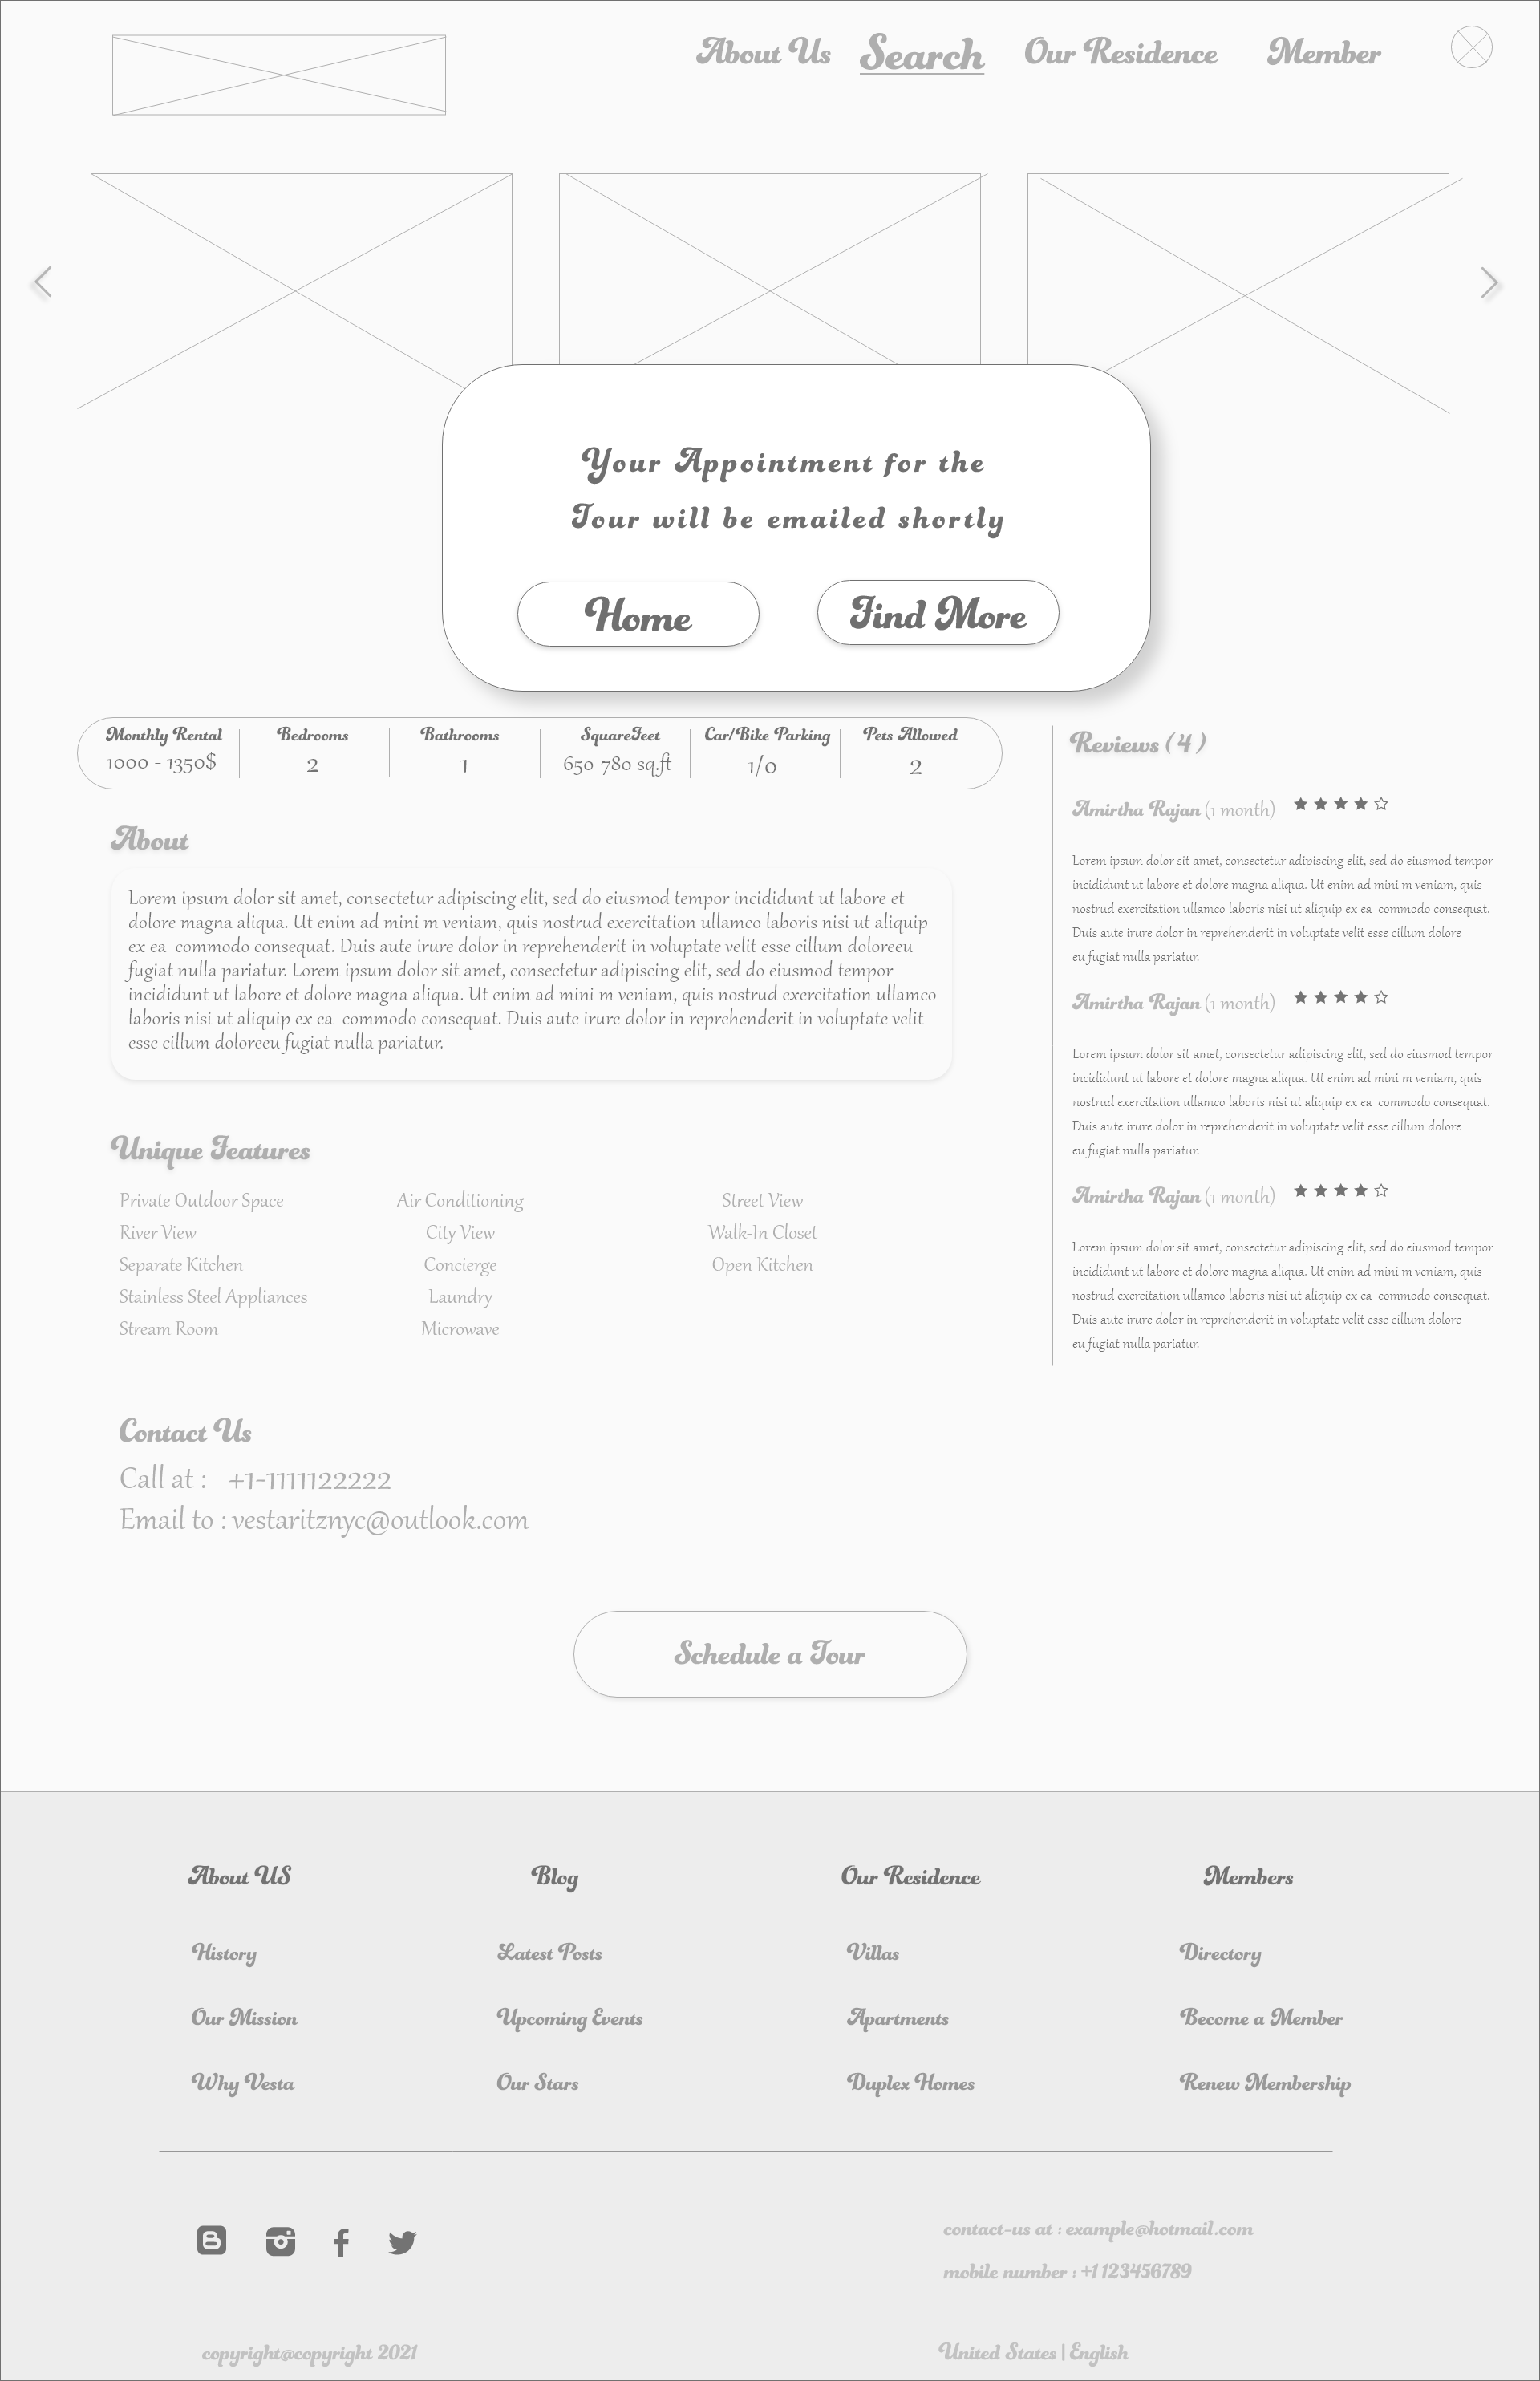 About Us Search Our Residence Member
Your Appointment for the
Tour will be emailed shortly
Home Find More
Monthly Rental Bedrooms Bathrooms SquareFeet Car/Bike Parking Pets Allowed
1000 - 1350$ 2 1 650-780 sq.ft 1/0 2
About
Lorem ipsum dolor sit amet, consectetur adipiscing elit, sed do eiusmod tempor incididunt ut labore et
dolore magna aliqua. Ut enim ad mini m veniam, quis nostrud exercitation ullamco laboris nisi ut aliquip
ex ea commodo consequat. Duis aute irure dolor in reprehenderit in voluptate velit esse cillum doloreeu
fugiat nulla pariatur. Lorem ipsum dolor sit amet, consectetur adipiscing elit, sed do eiusmod tempor
incididunt ut labore et dolore magna aliqua. Ut enim ad mini m veniam, quis nostrud exercitation ullamco
laboris nisi ut aliquip ex ea commodo consequat. Duis aute irure dolor in reprehenderit in voluptate velit
esse cillum doloreeu fugiat nulla pariatur.
Unique Features
Private Outdoor Space Air Conditioning Street View
River View City View Walk-In Closet
Separate Kitchen Concierge Open Kitchen
Stainless Steel Appliances Laundry
Stream Room Microwave
Contact Us
Call at : +1-1111122222
Email to : vestaritznyc@outlook.com
Reviews ( 4 )
Amirtha Rajan (1 month)
Lorem ipsum dolor sit amet, consectetur adipiscing elit, sed do eiusmod tempor
incididunt ut labore et dolore magna aliqua. Ut enim ad mini m veniam, quis
nostrud exercitation ullamco laboris nisi ut aliquip ex ea commodo consequat.
Duis aute irure dolor in reprehenderit in voluptate velit esse cillum dolore
eu fugiat nulla pariatur.
Amirtha Rajan (1 month)
Lorem ipsum dolor sit amet, consectetur adipiscing elit, sed do eiusmod tempor
incididunt ut labore et dolore magna aliqua. Ut enim ad mini m veniam, quis
nostrud exercitation ullamco laboris nisi ut aliquip ex ea commodo consequat.
Duis aute irure dolor in reprehenderit in voluptate velit esse cillum dolore
eu fugiat nulla pariatur.
Amirtha Rajan (1 month)
Lorem ipsum dolor sit amet, consectetur adipiscing elit, sed do eiusmod tempor
incididunt ut labore et dolore magna aliqua. Ut enim ad mini m veniam, quis
nostrud exercitation ullamco laboris nisi ut aliquip ex ea commodo consequat.
Duis aute irure dolor in reprehenderit in voluptate velit esse cillum dolore
eu fugiat nulla pariatur.
Schedule a Tour
About US Blog Our Residence Members
History Latest Posts Villas Directory
Our Mission Upcoming Events Apartments Become a Member
Why Vesta Our Stars Duplex Homes Renew Membership
contact-us at : example@hotmail.com
mobile number : +1 123456789
copyright@copyright 2021 United States | English